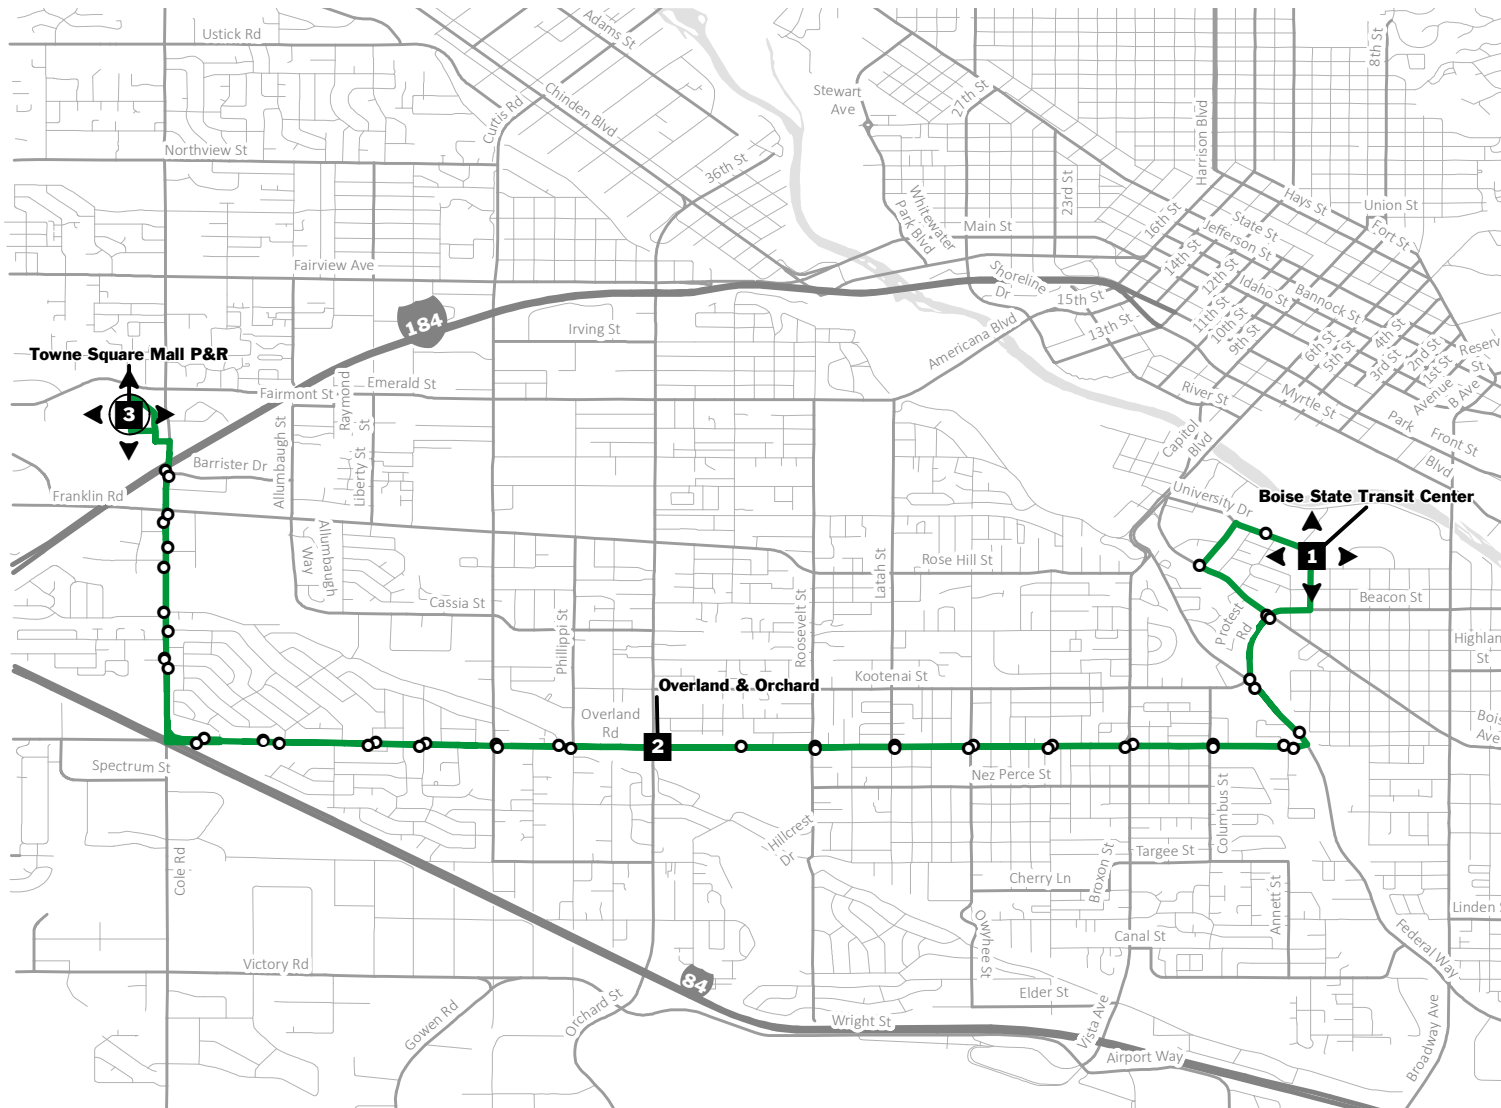 Ustick Rd
Adams St
8th St
Stewart
Ave
27th St
Chinden Blvd
Curtis Rd
Harrison Blvd
Northview St
36th St
23rd St
Whitewater
Park Blvd
Hays St
Union St
16th St
State St
Fort St
Main St
Jefferson St
14th St
Fairview Ave
Shoreline
Dr
12th St
Idaho St
Bannock St
15th St
184
11th St
10th St
9th St
13th St
Irving St
Americana Blvd
6th St
5th St
4th St
3rd St
2nd St
1st St
Reserv
St
Towne Square Mall P&R
Emerald St
Fairmont St
Raymond
St
River St
Myrtle St
Avenue
B Ave
3
Park
Blvd
Front St
Capitol
Blvd
Allumbaugh St
Liberty St
Barrister Dr
Franklin Rd
University Dr
Boise State Transit Center
1
Allumbaugh
Way
Rose Hill St
Latah St
Cassia St
Phillippi St
Roosevelt St
Beacon St
Protest
Rd
Highlan
St
Kootenai St
Overland & Orchard
Overland
Rd
2
Bois
Ave
Spectrum St
Nez Perce St
Columbus St
Hillcrest
Dr
Targee St
Cole Rd
Cherry Ln
Broxon St
Annett St
Linden S
Owyhee St
Canal St
Federal Way
Victory Rd
84
Elder St
Orchard St
Gowen Rd
Wright St
Vista Ave
Broadway Ave
Airport Way